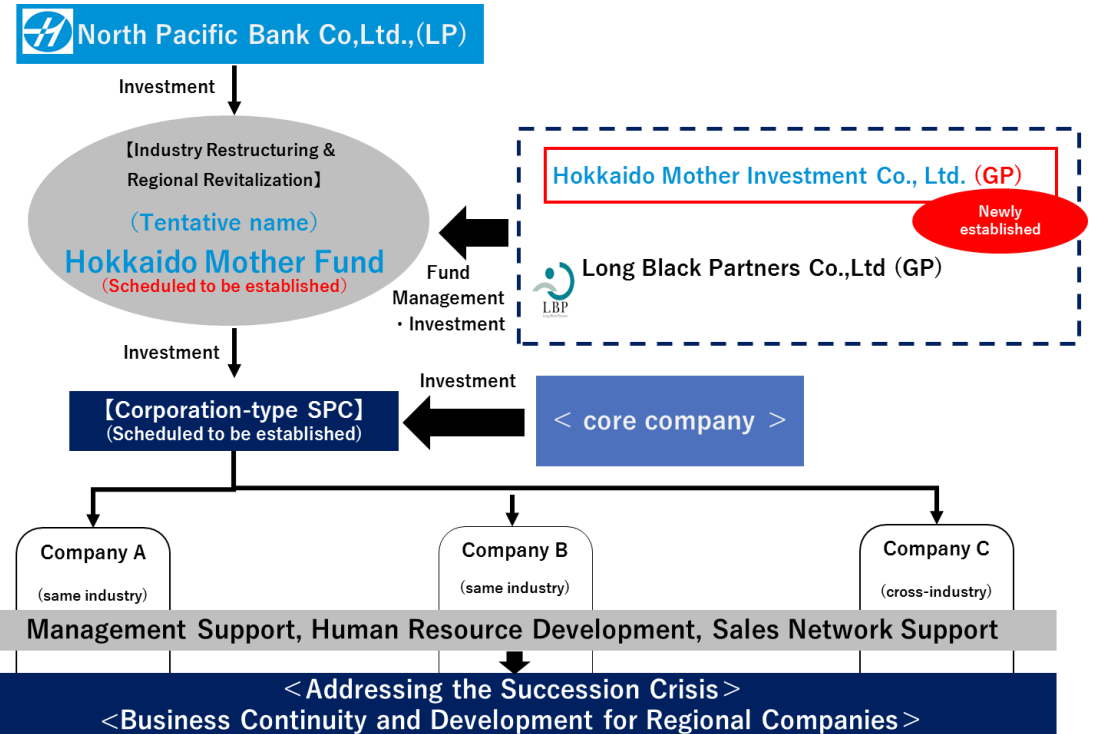 North Pacific Bank Co,Ltd.,(LP)
Investment
【Industry Restructuring &
Regional Revitalization】
（Tentative name）
Hokkaido Mother Fund
（Scheduled to be established）
Hokkaido Mother Investment Co., Ltd. (GP)
Newly
established
Long Black Partners Co.,Ltd (GP)
LBP
Fund
Management
・Investment
Investment
【Corporation-type SPC】
(Scheduled to be established)
Investment
＜ core company ＞
Company A
（same industry）
Company B
（same industry）
Company C
（cross-industry）
Management Support, Human Resource Development, Sales Network Support
＜Addressing the Succession Crisis＞
＜Business Continuity and Development for Regional Companies＞